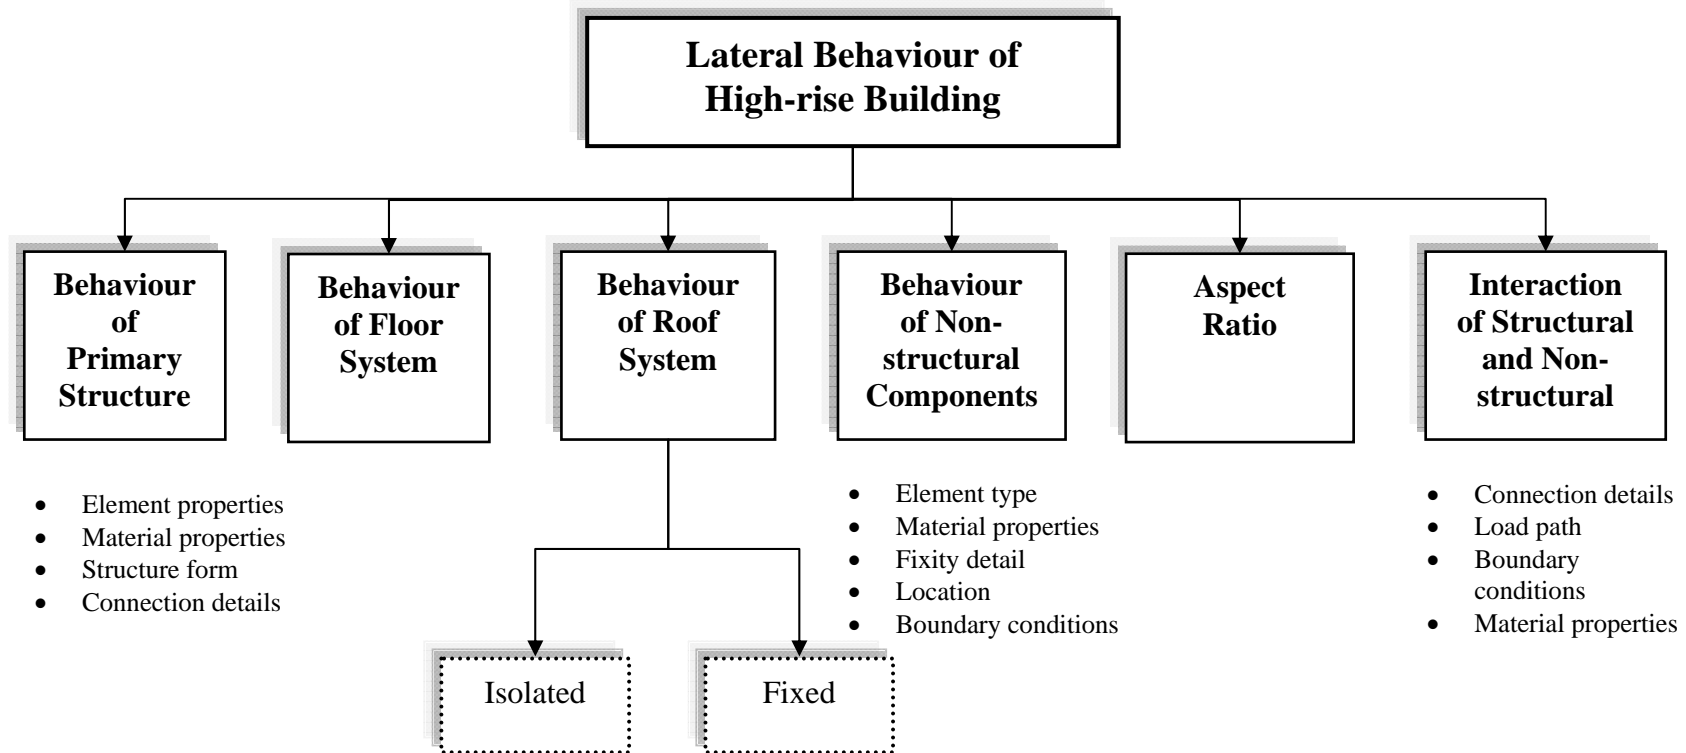 Lateral Behaviour of
High-rise Building
Behaviour
of
Primary
Structure
Behaviour
of Floor
System
Behaviour
of Roof
System
Behaviour
of Non-
structural
Components
Aspect
Ratio
Interaction
of Structural
and Non-
structural
• Element properties
• Material properties
• Structure form
• Connection details
• Element type
• Material properties
• Fixity detail
• Location
• Boundary conditions
• Connection details
• Load path
• Boundary
conditions
• Material properties
Isolated
Fixed